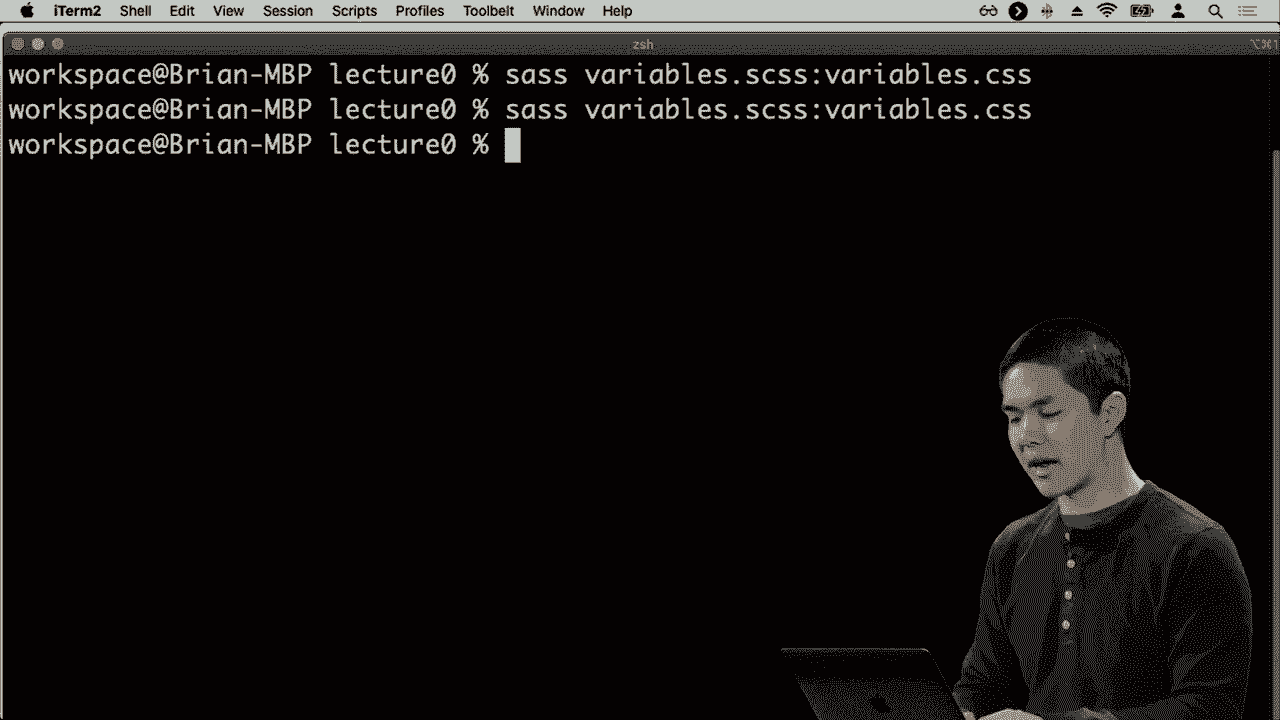 iTerm2 Shell Edit View Session Scripts Profiles Toolbelt Window Help
zsh
workspace@Brian-MBP lecture0 % sass variables.scss:variables.css
workspace@Brian-MBP lecture0 % sass variables.scss:variables.css
workspace@Brian-MBP lecture0 %